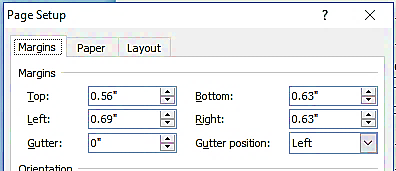 Page Setup ?
Margins Paper Layout
Margins
Top: 0.56" Bottom: 0.63"
Left: 0.69" Right: 0.63"
Gutter: 0" Gutter position: Left
Orientation